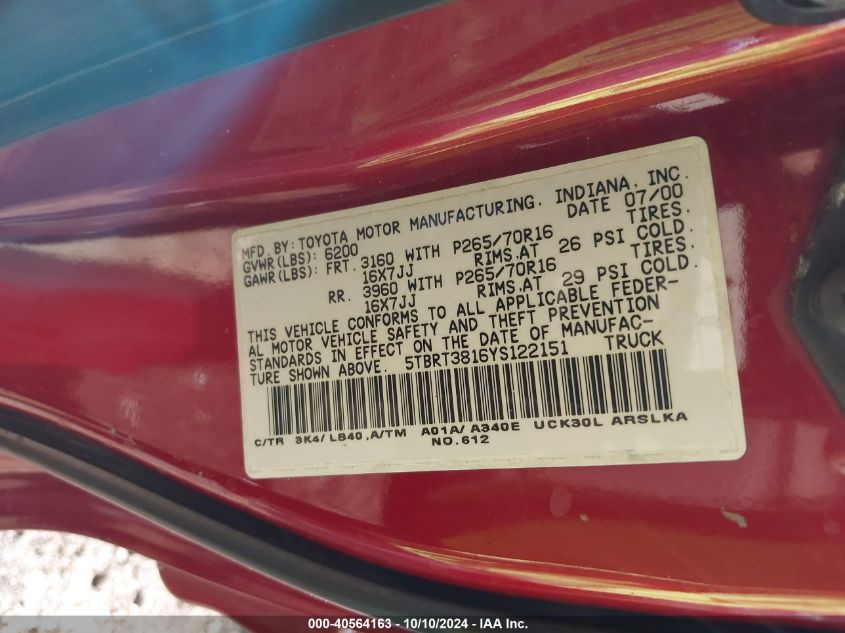 MFD. BY: TOYOTA MOTOR MANUFACTURING, INDIANA, INC.
GVWR(LBS): 6200 DATE 07/00
GAWR(LBS): FRT. 3160 WITH P265/70R16 TIRES,
16X7JJ RIMS,AT 26 PSI COLD.
RR. 3960 WITH P265/70R16 TIRES,
16X7JJ RIMS,AT 29 PSI COLD.
THIS VEHICLE CONFORMS TO ALL APPLICABLE FEDER-
AL MOTOR VEHICLE SAFETY AND THEFT PREVENTION
STANDARDS IN EFFECT ON THE DATE OF MANUFAC-
TURE SHOWN ABOVE. 5TBRT3816YS122151 TRUCK
C/TR 3K4/ LB40 ,A/TM A01A/ A340E UCK30L ARSLKA
NO.612
000-40564163 - 10/10/2024 - IAA Inc.